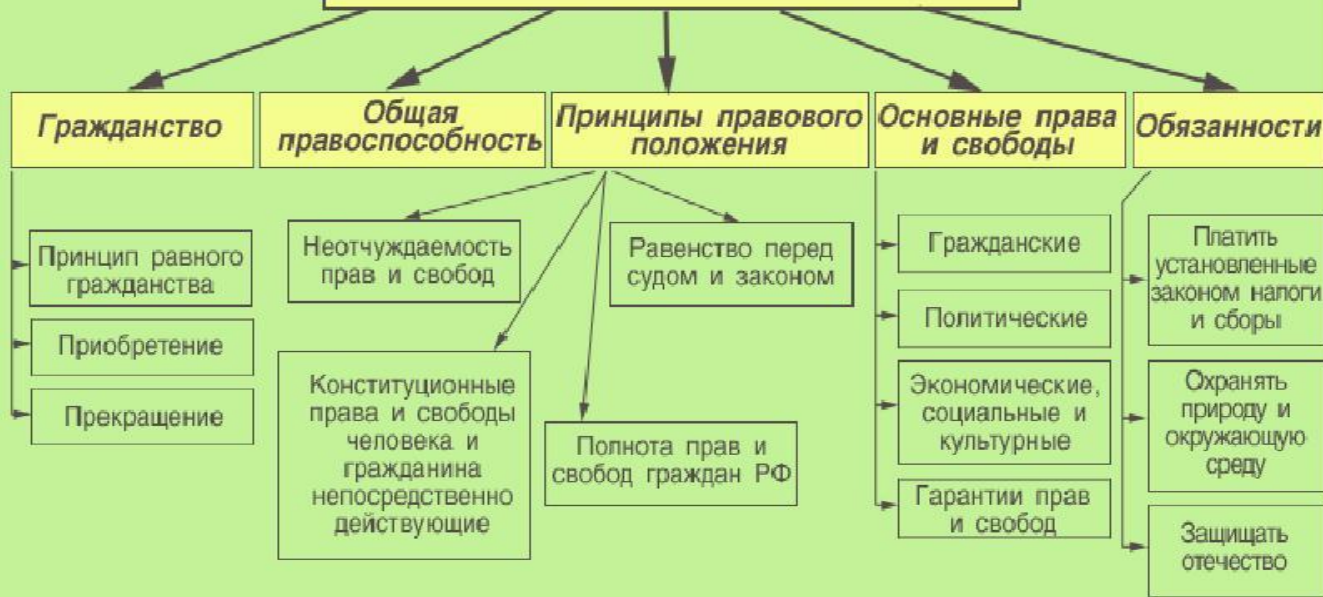 Гражданство
Общая
правоспособность
Принципы правового
положения
Основные права
и свободы
Обязанности
Принцип равного
гражданства
Приобретение
Прекращение
Неотчуждаемость
прав и свобод
Конституционные
права и свободы
человека и
гражданина
непосредственно
действующие
Равенство перед
судом и законом
Полнота прав и
свобод граждан РФ
Гражданские
Политические
Экономические,
социальные и
культурные
Гарантии прав
и свобод
Платить
установленные
законом налоги
и сборы
Охранять
природу и
окружающую
среду
Защищать
отечество